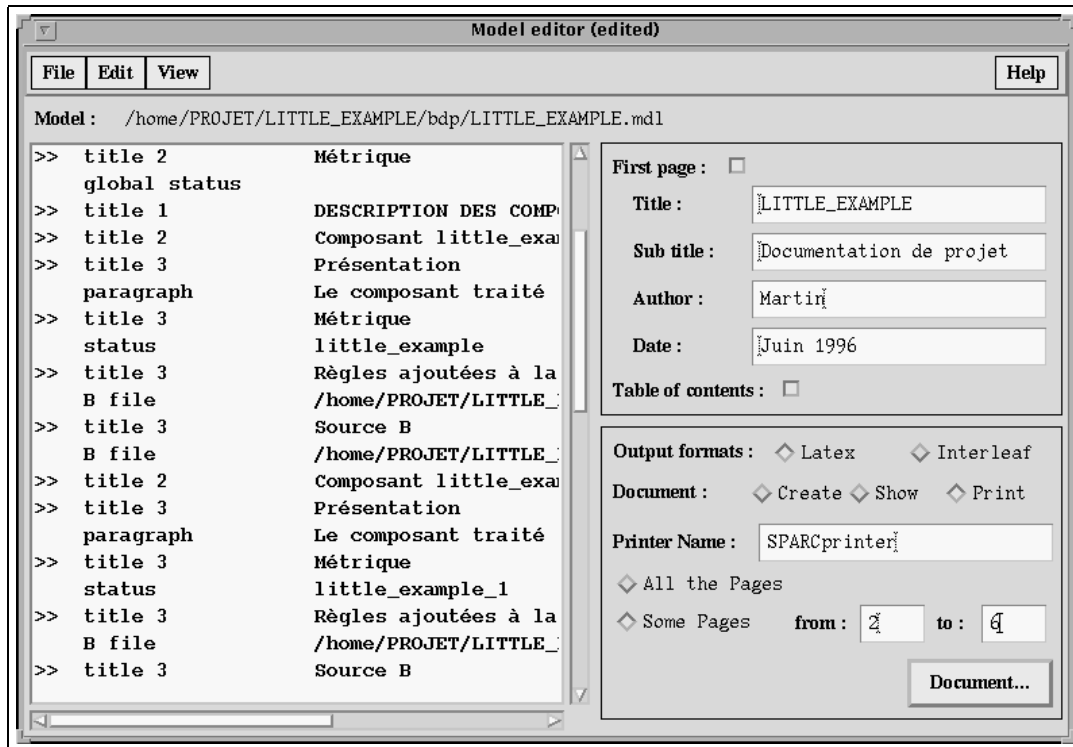 Model editor (edited)
File Edit View Help
Model : /home/PROJET/LITTLE_EXAMPLE/bdp/LITTLE_EXAMPLE.mdl
>> title 2 Métrique
global status
>> title 1 DESCRIPTION DES
>> title 2 Composant
>> title 3 Présentation
paragraph Le composant traité
>> title 3 Métrique
status little_example
>> title 3 Règles ajoutées à la
B file /home/PROJET/LITTLE_
>> title 3 Source B
B file /home/PROJET/LITTLE_
>> title 2 Composant
>> title 3 Présentation
paragraph Le composant traité
>> title 3 Métrique
status little_example_1
>> title 3 Règles ajoutées à la
B file /home/PROJET/LITTLE_
>> title 3 Source B
First page :
Title : LITTLE_EXAMPLE
Sub title : Documentation de projet
Author : Martin
Date : Juin 1996
Table of contents :
Output formats : Latex Interleaf
Document : Create Show Print
Printer Name : SPARCprinter
All the Pages
Some Pages from : 2 to : 6
Document...